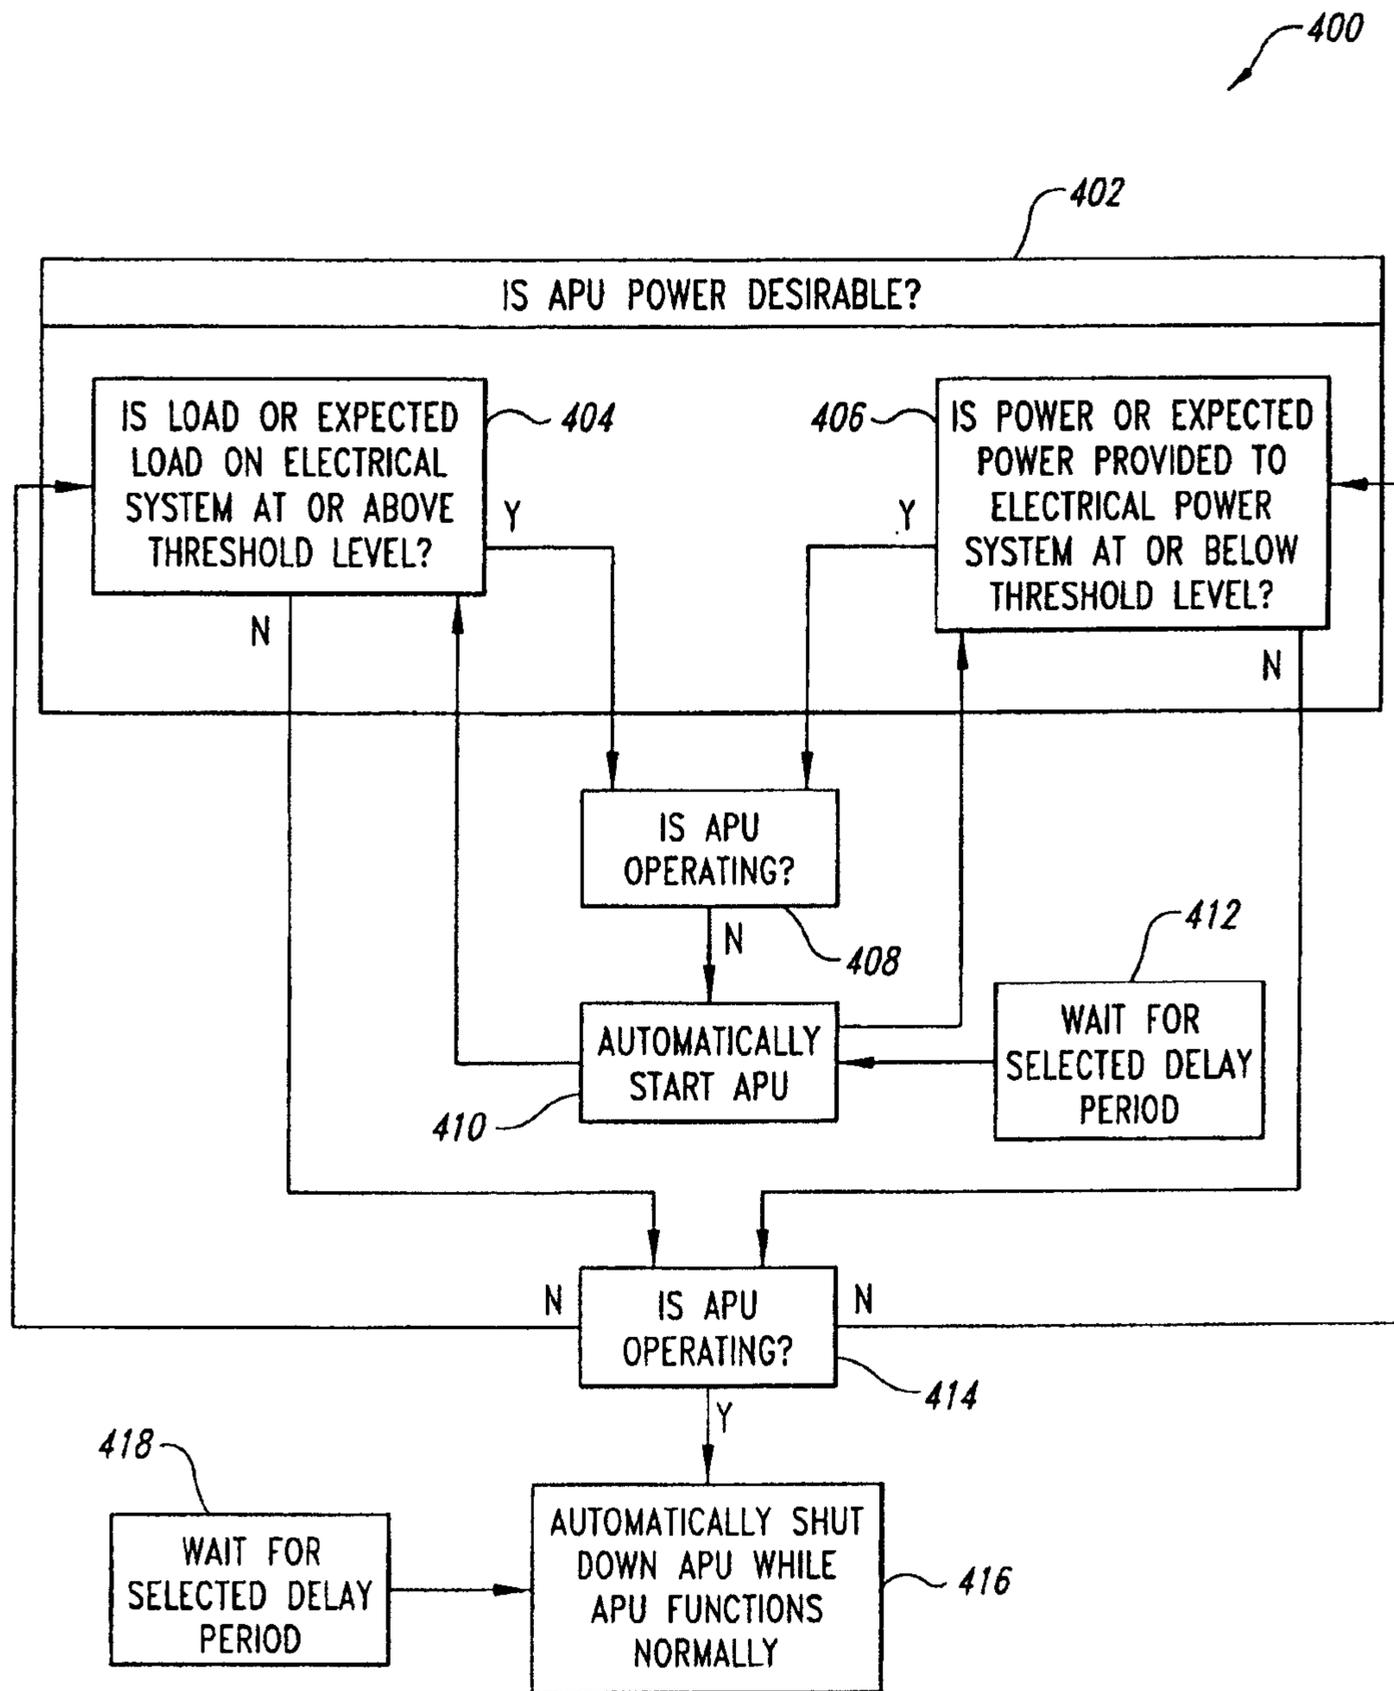 400
402
IS APU POWER DESIRABLE?
IS LOAD OR EXPECTED
LOAD ON ELECTRICAL
SYSTEM AT OR ABOVE
THRESHOLD LEVEL?
404
406
IS POWER OR EXPECTED
POWER PROVIDED TO
ELECTRICAL POWER
SYSTEM AT OR BELOW
THRESHOLD LEVEL?
Y
Y
N
N
IS APU
OPERATING?
408
N
412
AUTOMATICALLY
START APU
410
WAIT FOR
SELECTED DELAY
PERIOD
N
IS APU
OPERATING?
N
414
Y
418
WAIT FOR
SELECTED DELAY
PERIOD
AUTOMATICALLY SHUT
DOWN APU WHILE
APU FUNCTIONS
NORMALLY
416